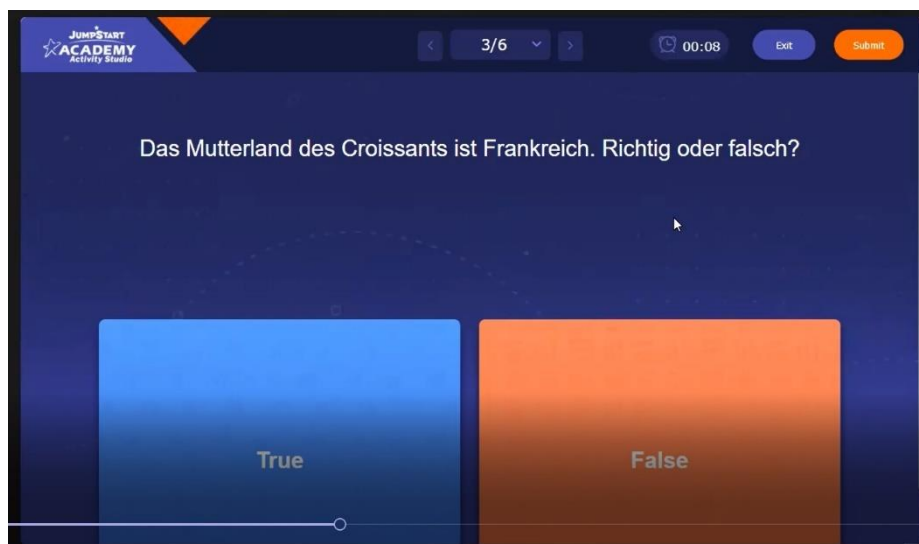 JUMPSTART
ACADEMY
Activity Studio
< 3/6 >
00:08
Exit
Submit
Das Mutterland des Croissants ist Frankreich. Richtig oder falsch?
True
False